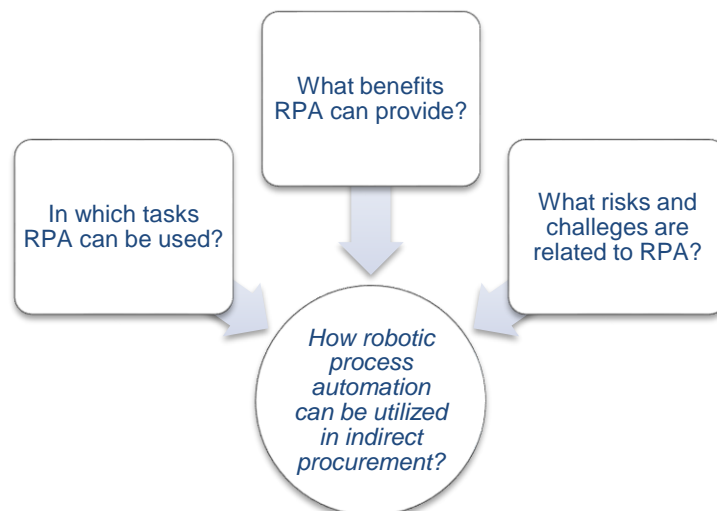 What benefits
RPA can provide?
In which tasks
RPA can be used?
What risks and
challeges are
related to RPA?
How robotic
process
automation
can be utilized
in indirect
procurement?